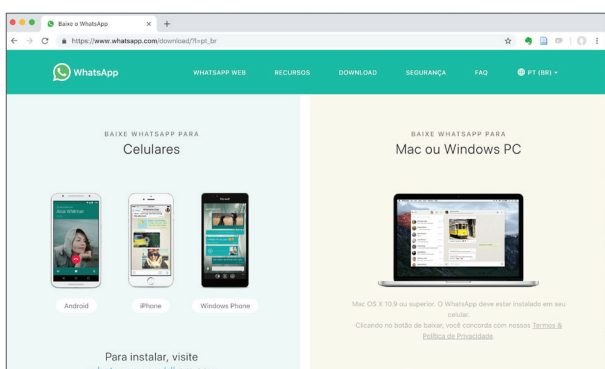 Baixe o WhatsApp
https://www.whatsapp.com/download/?l=pt_br
WhatsApp
WHATSAPP WEB
RECURSOS
DOWNLOAD
SEGURANÇA
FAQ
PT (BR)
BAIXE WHATSAPP PARA
Celulares
Android
iPhone
Windows Phone
Para instalar, visite
BAIXE WHATSAPP PARA
Mac ou Windows PC
Mac OS X 10.9 ou superior. O WhatsApp deve estar instalado em seu
celular.
Clicando no botão de baixar, você concorda com nossos Termos &
Política de Privacidade.